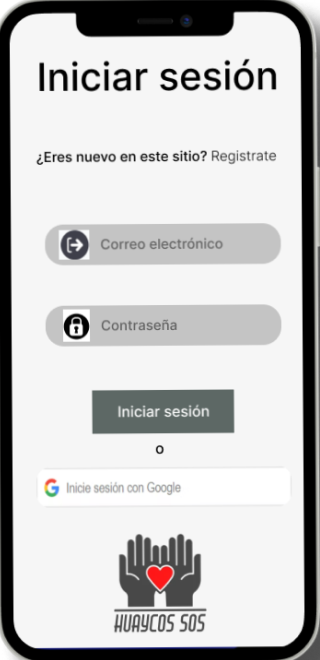 Iniciar sesión
¿Eres nuevo en este sitio? Registrate
Correo electrónico
Contraseña
Iniciar sesión
o
Inicie sesión con Google
HUAYCOS SOS